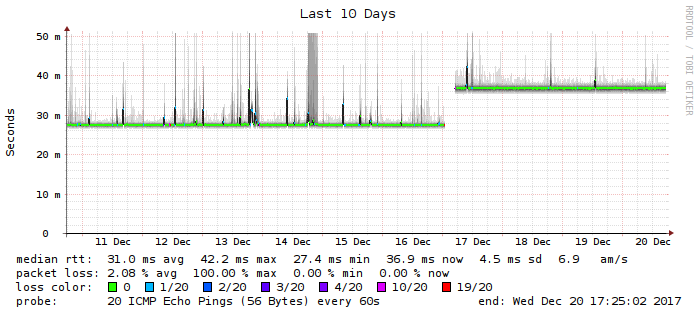 Last 10 Days
RRDTOOL / TOBI OETIKER
Seconds
50 m
40 m
30 m
20 m
10 m
0
11 Dec 12 Dec 13 Dec 14 Dec 15 Dec 16 Dec 17 Dec 18 Dec 19 Dec 20 Dec
median rtt: 31.0 ms avg 42.2 ms max 27.4 ms min 36.9 ms now 4.5 ms sd 6.9 am/s
packet loss: 2.08 % avg 100.00 % max 0.00 % min 0.00 % now
loss color: 0 1/20 2/20 3/20 4/20 10/20 19/20
probe: 20 ICMP Echo Pings (56 Bytes) every 60s end: Wed Dec 20 17:25:02 2017